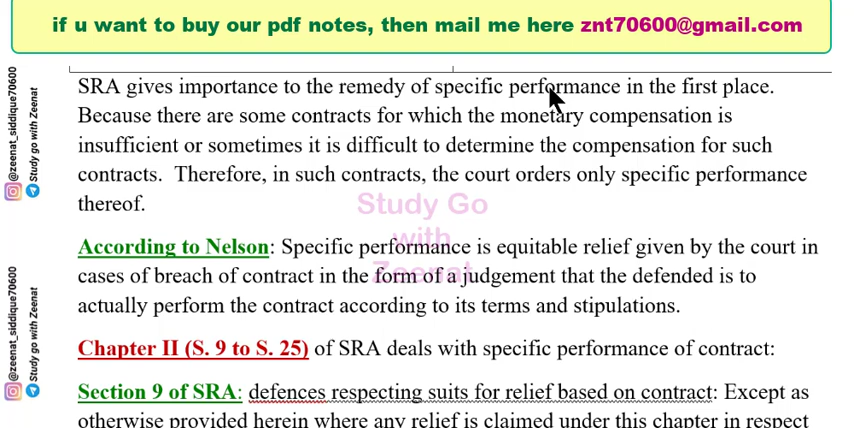 if u want to buy our pdf notes, then mail me here znt70600@gmail.com
SRA gives importance to the remedy of specific performance in the first place.
Because there are some contracts for which the monetary compensation is
insufficient or sometimes it is difficult to determine the compensation for such
contracts. Therefore, in such contracts, the court orders only specific performance
thereof.
According to Nelson: Specific performance is equitable relief given by the court in
cases of breach of contract in the form of a judgement that the defended is to
actually perform the contract according to its terms and stipulations.
Chapter II (S. 9 to S. 25) of SRA deals with specific performance of contract:
Section 9 of SRA: defences respecting suits for relief based on contract: Except as
otherwise provided herein where any relief is claimed under this chapter in respect
@zeenat_siddique70600
Study go with Zeenat
@zeenat_siddique70600
Study go with Zeenat
Study Go
with
Zeenat